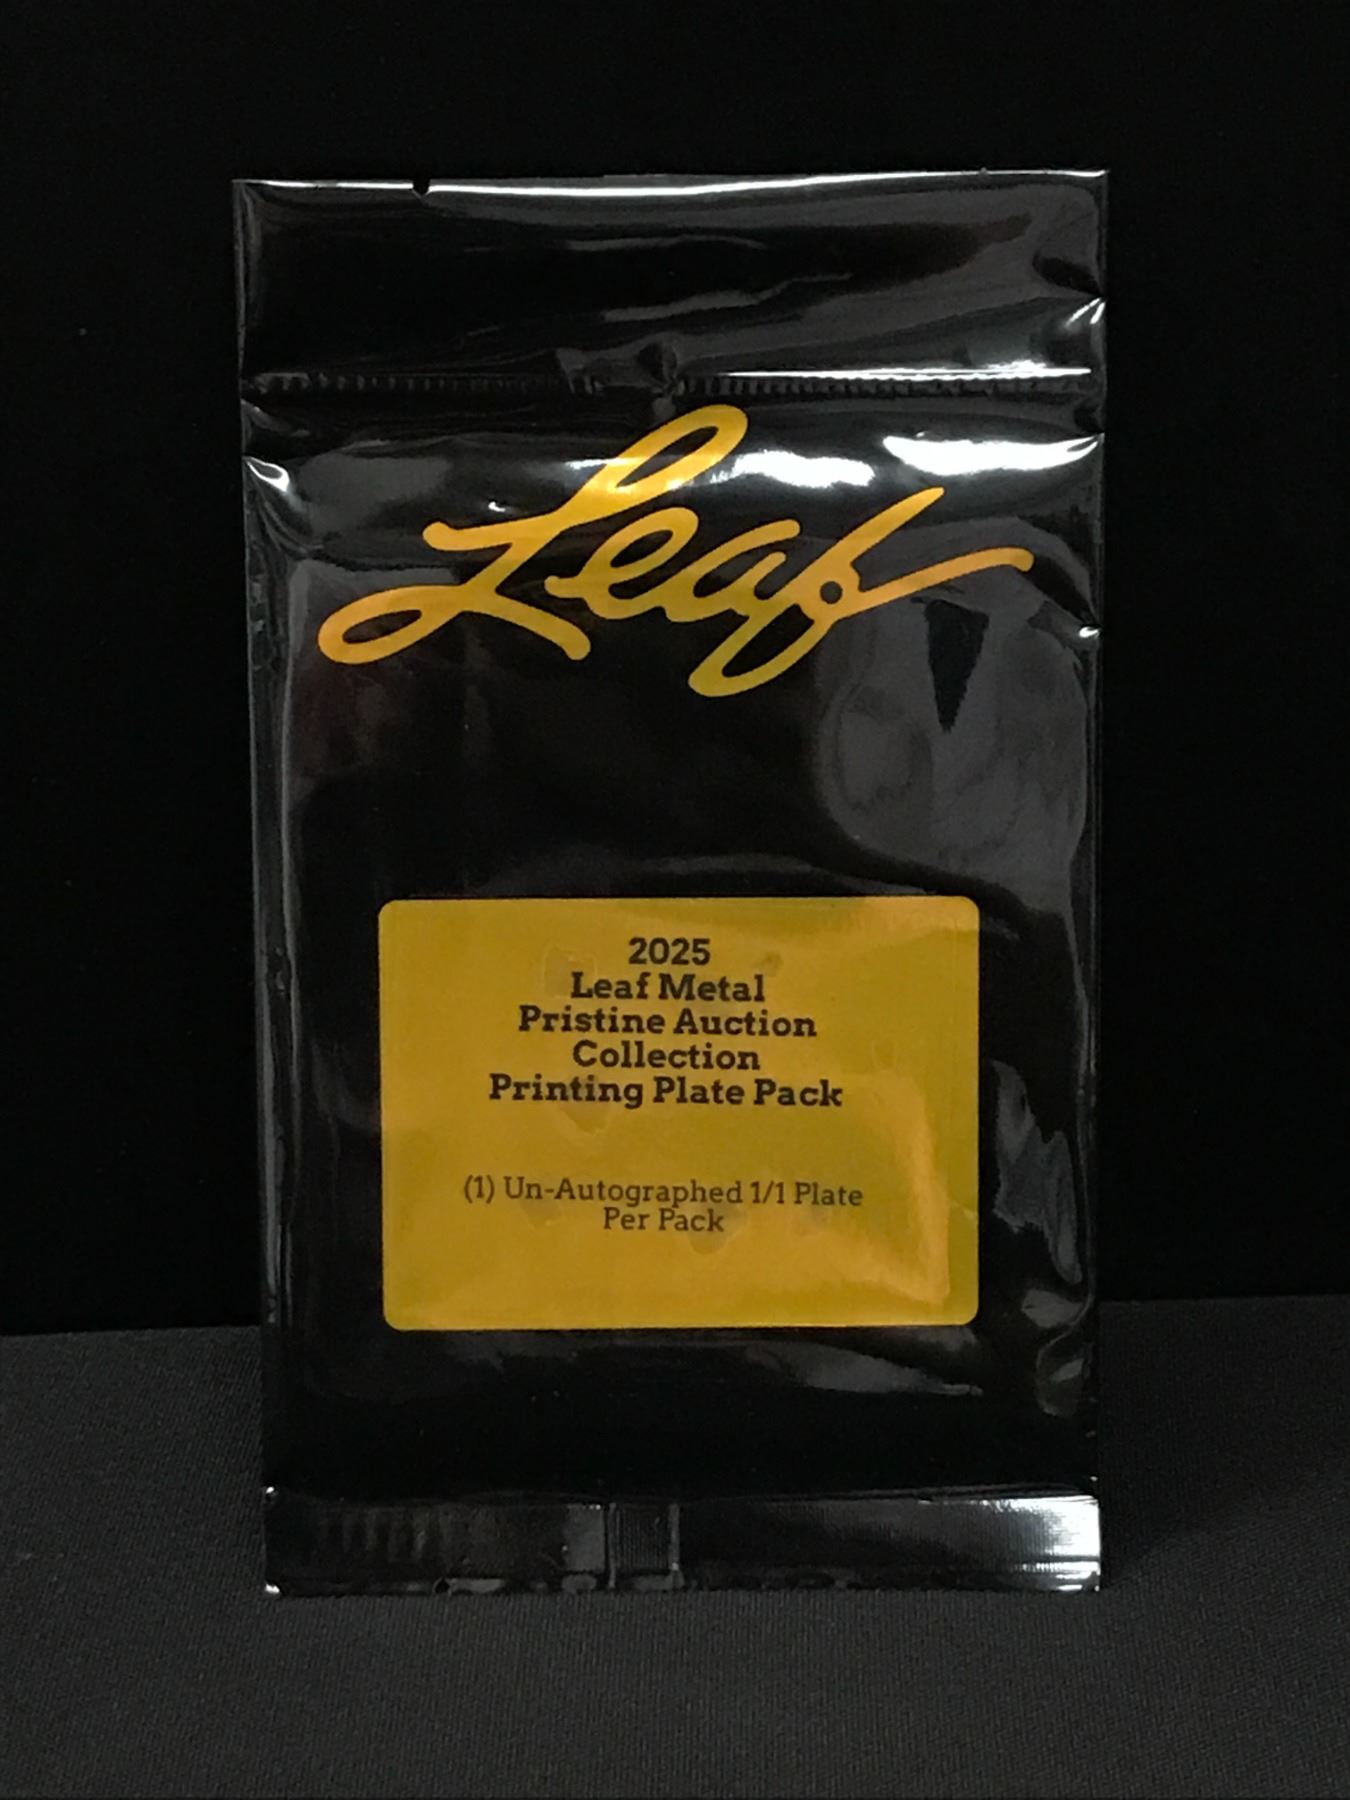 Leaf
2025
Leaf Metal
Pristine Auction
Collection
Printing Plate Pack
(1) Un-Autographed 1/1 Plate
Per Pack